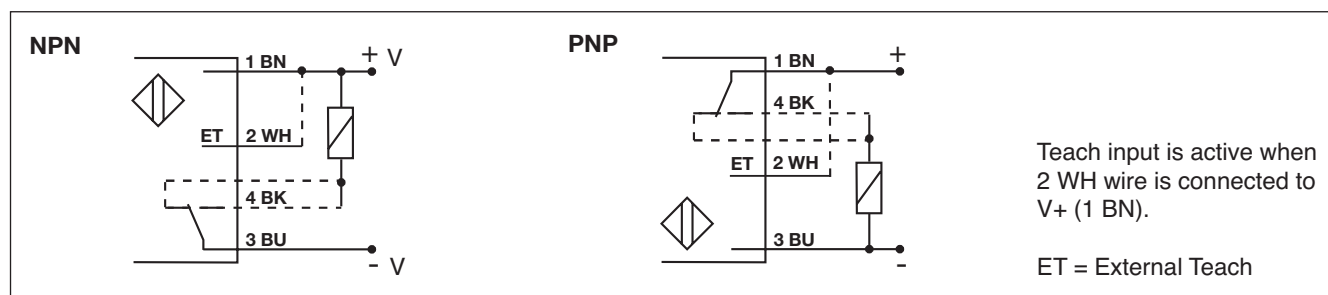 NPN
1 BN
+ V
ET
2 WH
4 BK
3 BU
- V
PNP
1 BN
+
4 BK
ET
2 WH
3 BU
-
Teach input is active when
2 WH wire is connected to
V+ (1 BN).
ET = External Teach